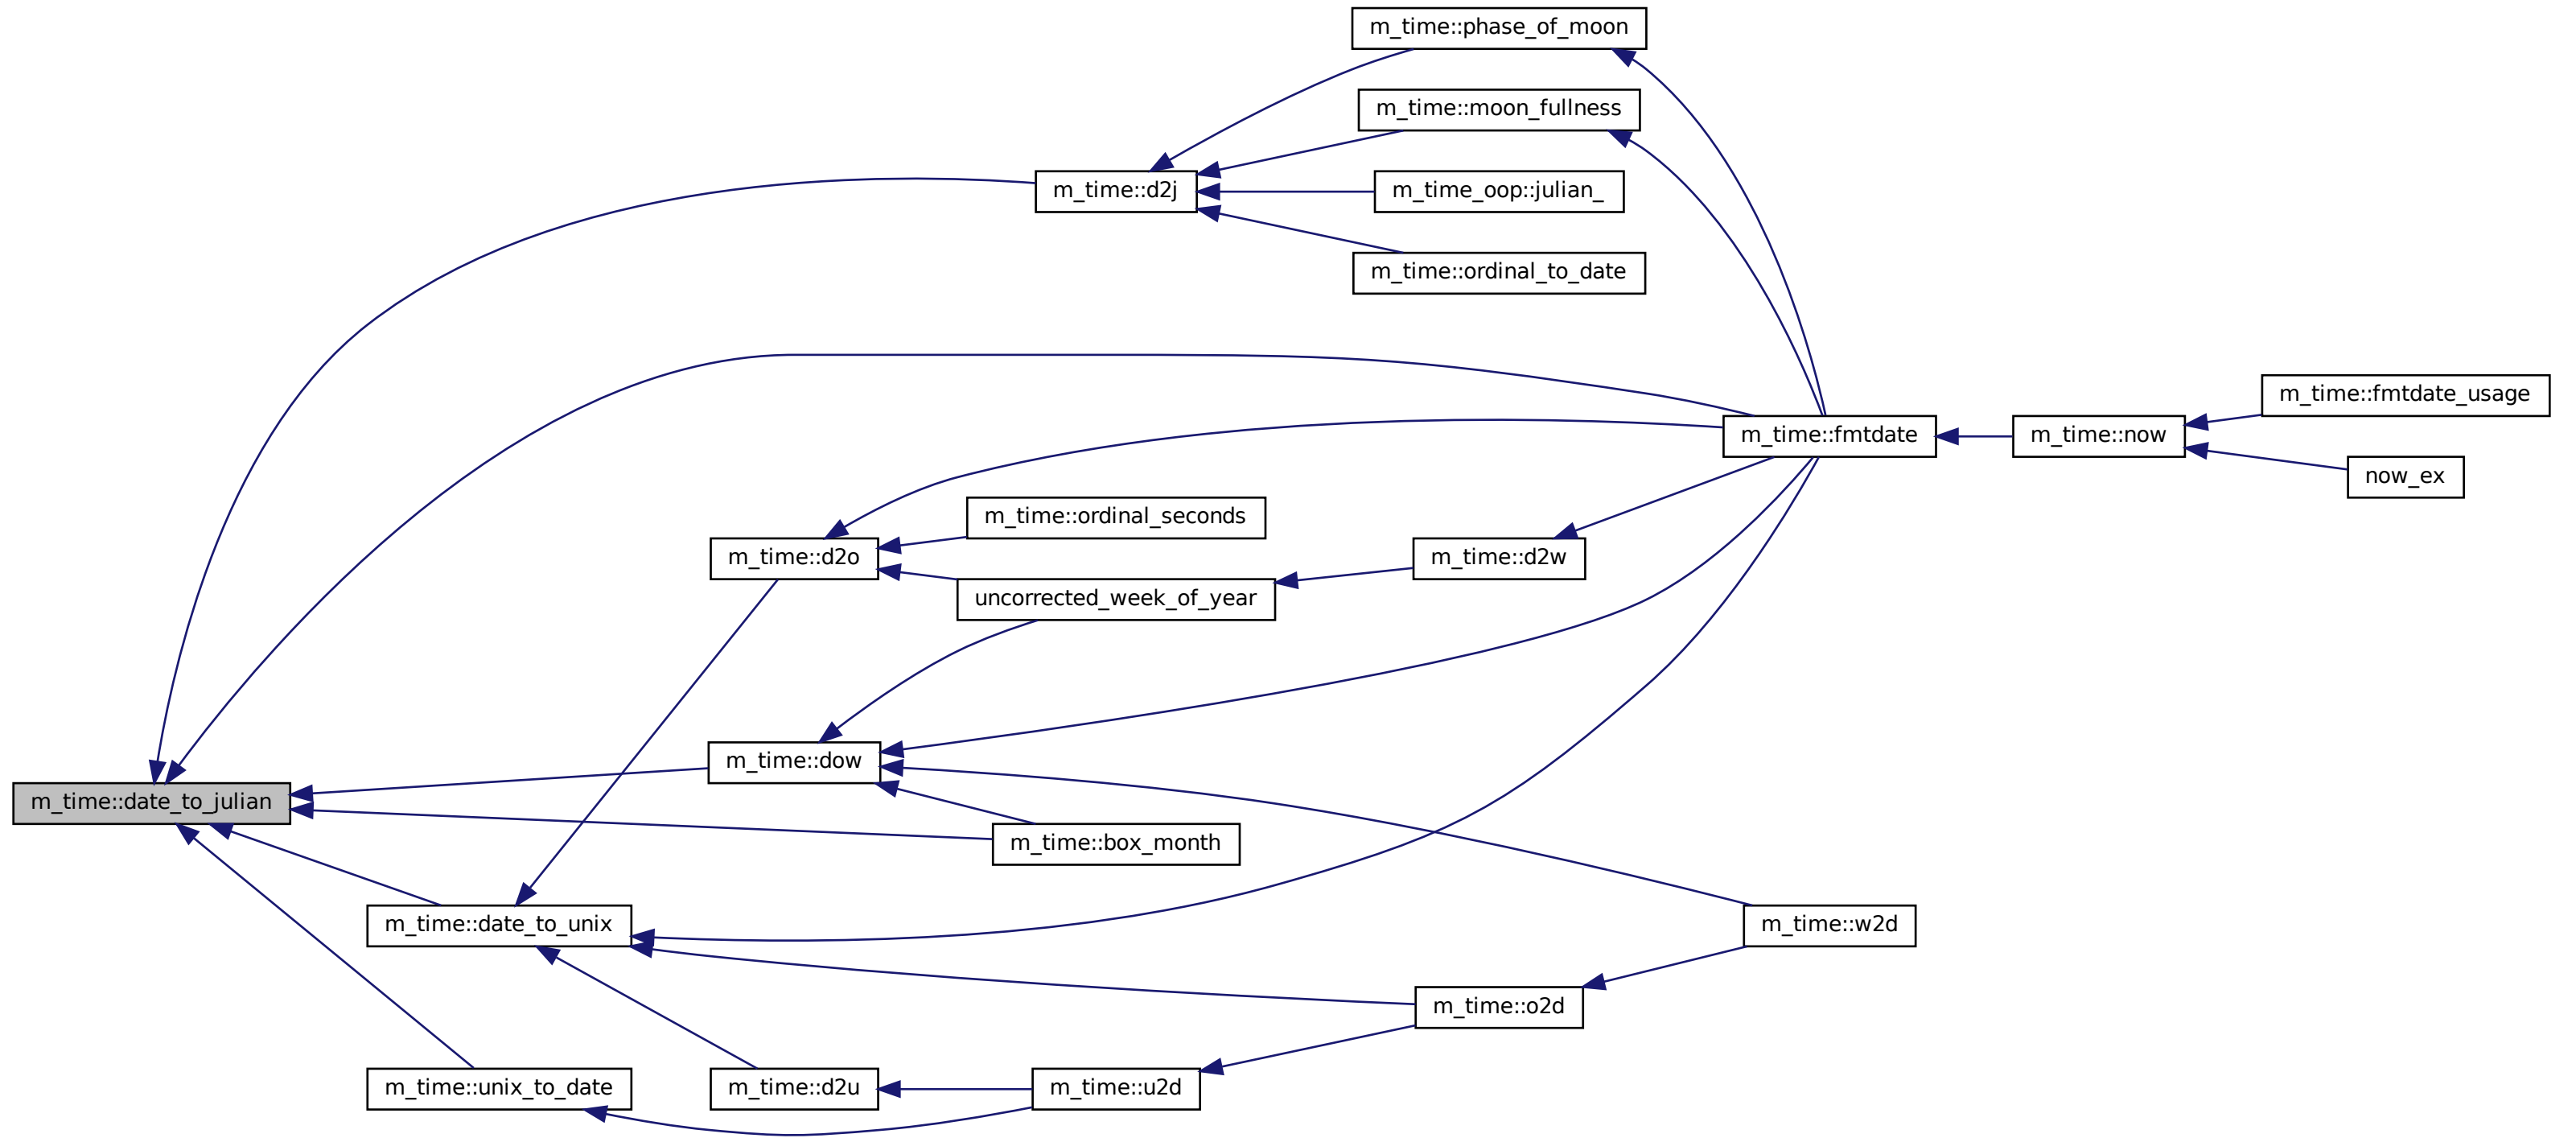 m_time::phase_of_moon
m_time::moon_fullness
m_time::d2j
m_time_oop::julian_
m_time::ordinal_to_date
m_time::fmtdate_usage
m_time::fmtdate
m_time::now
now_ex
m_time::ordinal_seconds
m_time::d2o
m_time::d2w
uncorrected_week_of_year
m_time::dow
m_time::date_to_julian
m_time::box_month
m_time::date_to_unix
m_time::w2d
m_time::o2d
m_time::unix_to_date
m_time::d2u
m_time::u2d